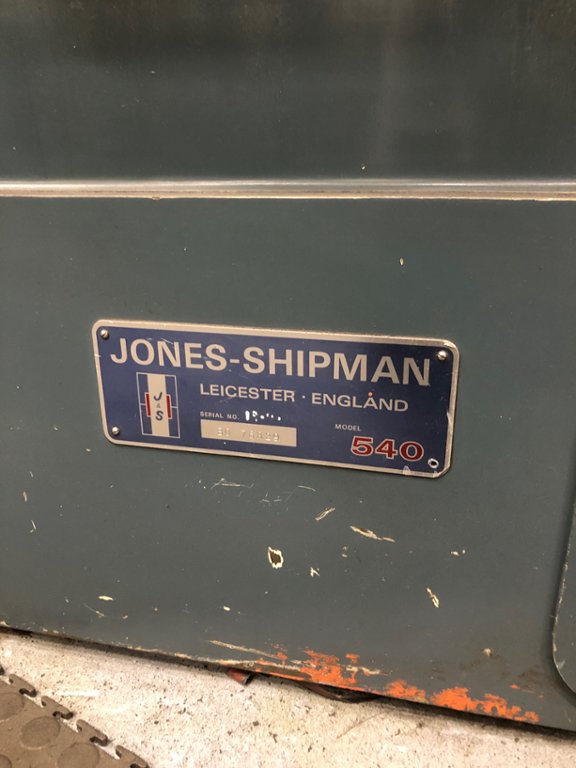 JONES-SHIPMAN
LEICESTER · ENGLAND
J & S
SERIAL NO.
MODEL
540